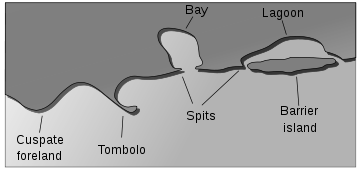 Bay
Lagoon
Spits
Barrier
island
Cuspate
foreland
Tombolo